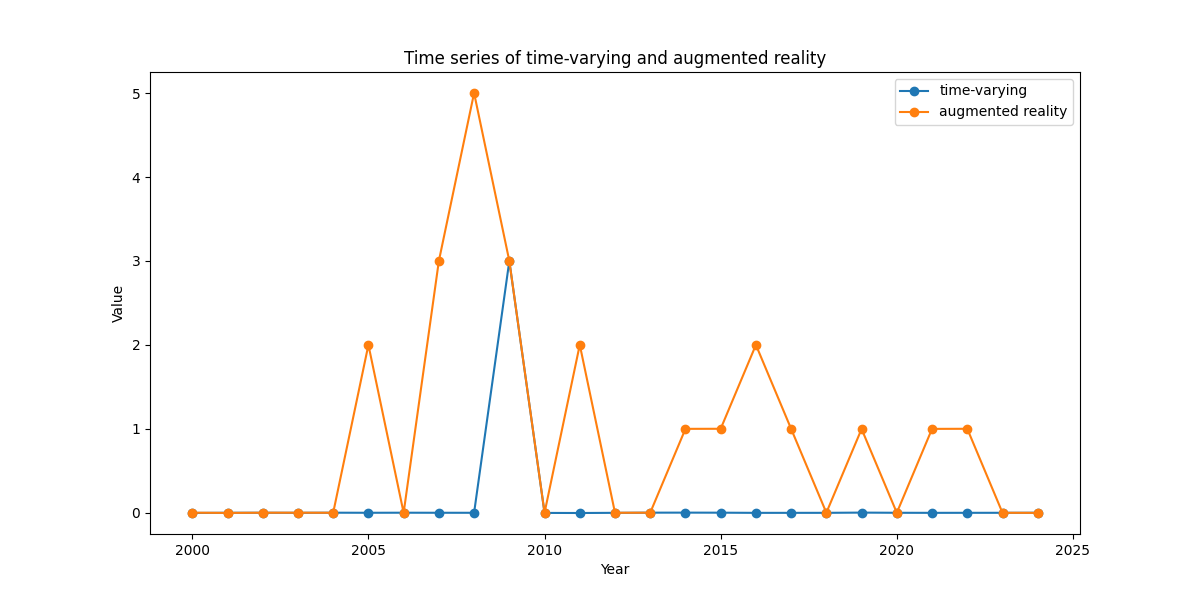 Time series of time-varying and augmented reality
time-varying
augmented reality
5
4
3
2
1
0
Value
2000 2005 2010 2015 2020 2025
Year